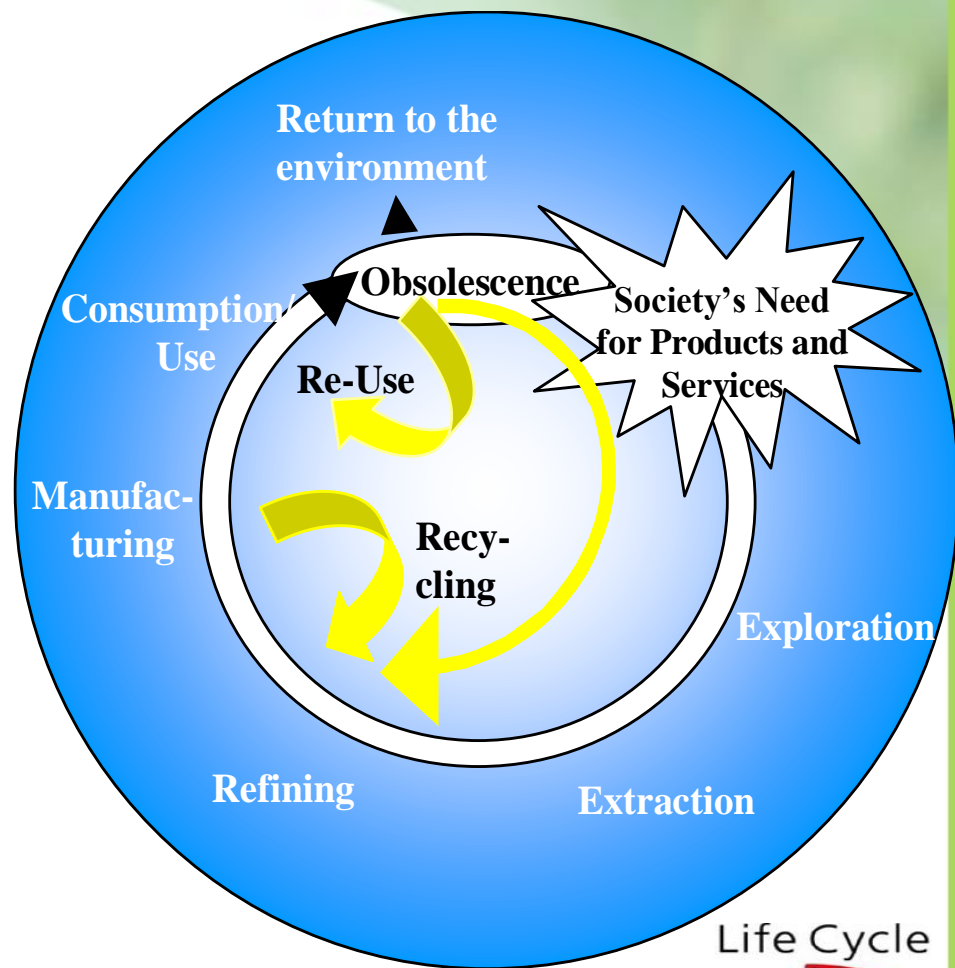 Return to the
environment
Obsolescence
Society's Need
for Products and
Services
Consumption/
Use
Re-Use
Manufac-
turing
Recy-
cling
Exploration
Refining
Extraction
Life Cycle